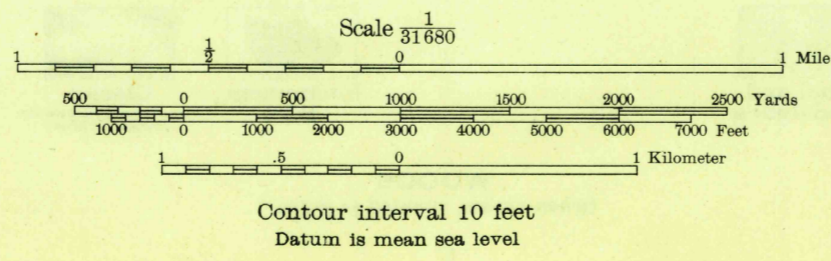 Scale 1/31680
1 1/2 0 1 Mile
500 0 500 1000 1500 2000 2500 Yards
1000 0 1000 2000 3000 4000 5000 6000 7000 Feet
1 .5 0 1 Kilometer
Contour interval 10 feet
Datum is mean sea level